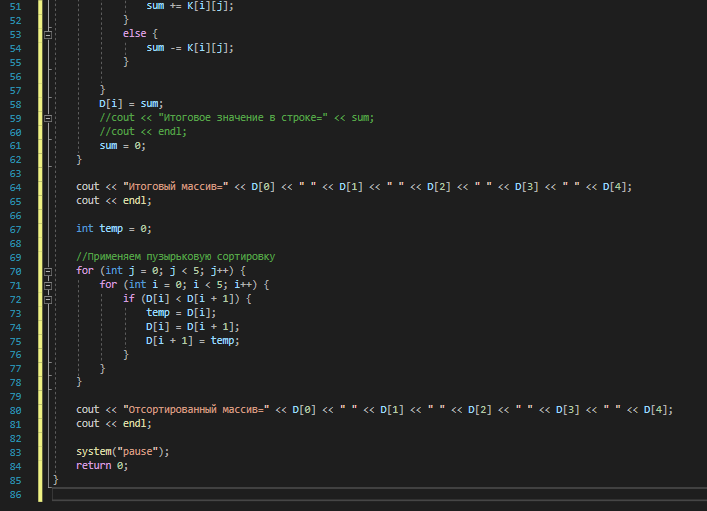 51 sum += K[i][j];
52 }
53 else {
54 sum -= K[i][j];
55 }
56
57 }
58 D[i] = sum;
59 //cout << "Итоговое значение в строке=" << sum;
60 //cout << endl;
61 sum = 0;
62 }
63
64 cout << "Итоговый массив=" << D[0] << " " << D[1] << " " << D[2] << " " << D[3] << " " << D[4];
65 cout << endl;
66
67 int temp = 0;
68
69 //Применяем пузырьковую сортировку
70 for (int j = 0; j < 5; j++) {
71 for (int i = 0; i < 5; i++) {
72 if (D[i] < D[i + 1]) {
73 temp = D[i];
74 D[i] = D[i + 1];
75 D[i + 1] = temp;
76 }
77 }
78 }
79
80 cout << "Отсортированный массив=" << D[0] << " " << D[1] << " " << D[2] << " " << D[3] << " " << D[4];
81 cout << endl;
82
83 system("pause");
84 return 0;
85 }
86